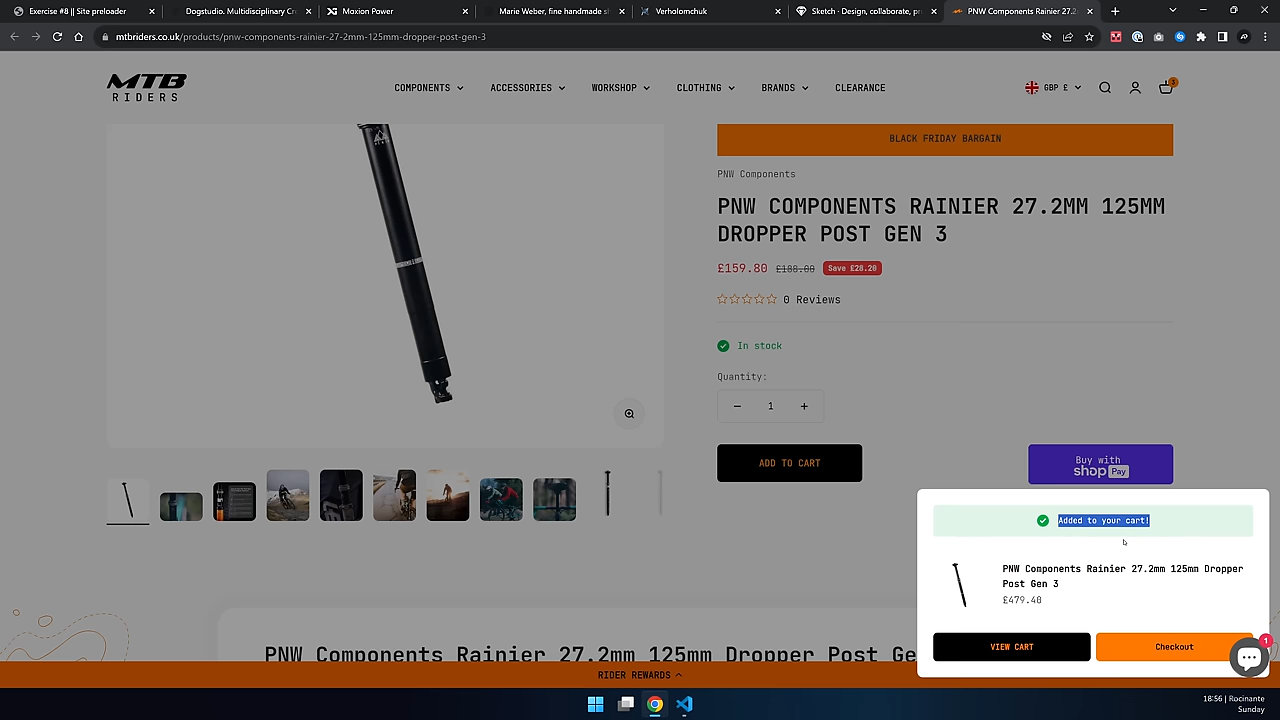 Exercise #8 || Site preloader
Dogstudio. Multidisciplinary Cre
Moxion Power
Marie Weber, fine handmade sh
Verholomchuk
Sketch · Design, collaborate, pr
PNW Components Rainier 27.2
mtbriders.co.uk/products/pnw-components-rainier-27-2mm-125mm-dropper-post-gen-3
MTB
RIDERS
COMPONENTS
ACCESSORIES
WORKSHOP
CLOTHING
BRANDS
CLEARANCE
GBP £
3
BLACK FRIDAY BARGAIN
PNW Components
PNW COMPONENTS RAINIER 27.2MM 125MM
DROPPER POST GEN 3
£159.80 £188.00 Save £28.20
0 Reviews
In stock
Quantity:
1
ADD TO CART
Buy with
shop Pay
Added to your cart!
PNW Components Rainier 27.2mm 125mm Dropper
Post Gen 3
£479.40
VIEW CART
Checkout
1
PNW Components Rainier 27.2mm 125mm Dropper Post Ge
RIDER REWARDS
18:56 | Rocinante
Sunday